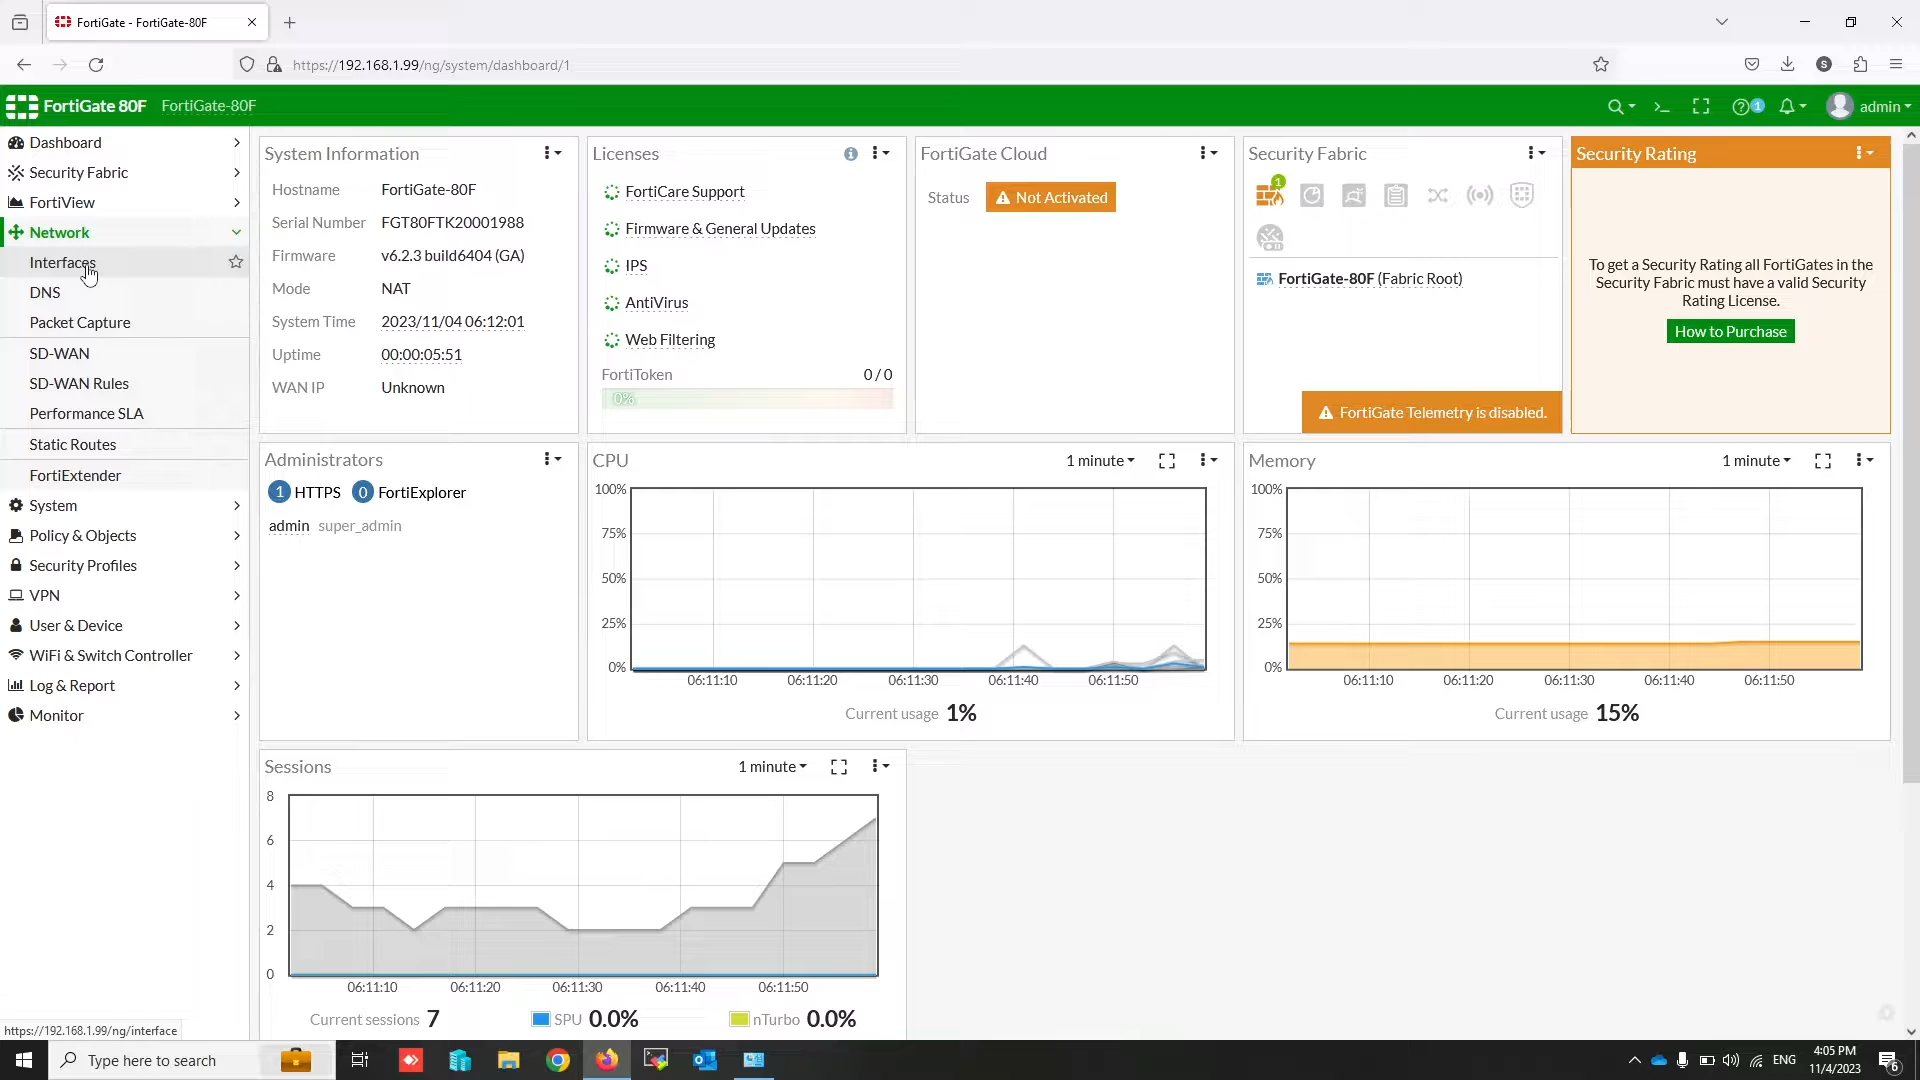 FortiGate - FortiGate-80F
https://192.168.1.99/ng/system/dashboard/1
S
FortiGate 80F FortiGate-80F
1 admin
Dashboard
Security Fabric
FortiView
Network
Interfaces
DNS
Packet Capture
SD-WAN
SD-WAN Rules
Performance SLA
Static Routes
FortiExtender
System
Policy & Objects
Security Profiles
VPN
User & Device
WiFi & Switch Controller
Log & Report
Monitor
System Information
Hostname FortiGate-80F
Serial Number FGT80FTK20001988
Firmware v6.2.3 build6404 (GA)
Mode NAT
System Time 2023/11/04 06:12:01
Uptime 00:00:05:51
WAN IP Unknown
Licenses
FortiCare Support
Firmware & General Updates
IPS
AntiVirus
Web Filtering
FortiToken 0 / 0
0%
FortiGate Cloud
Status Not Activated
Security Fabric
1
FortiGate-80F (Fabric Root)
FortiGate Telemetry is disabled.
Security Rating
To get a Security Rating all FortiGates in the
Security Fabric must have a valid Security
Rating License.
How to Purchase
Administrators
1 HTTPS 0 FortiExplorer
admin super_admin
CPU 1 minute
100%
75%
50%
25%
0%
06:11:10 06:11:20 06:11:30 06:11:40 06:11:50
Current usage 1%
Memory 1 minute
100%
75%
50%
25%
0%
06:11:10 06:11:20 06:11:30 06:11:40 06:11:50
Current usage 15%
Sessions 1 minute
8
6
4
2
0
06:11:10 06:11:20 06:11:30 06:11:40 06:11:50
Current sessions 7 SPU 0.0% nTurbo 0.0%
https://192.168.1.99/ng/interface
Type here to search
ENG
4:05 PM
11/4/2023
6